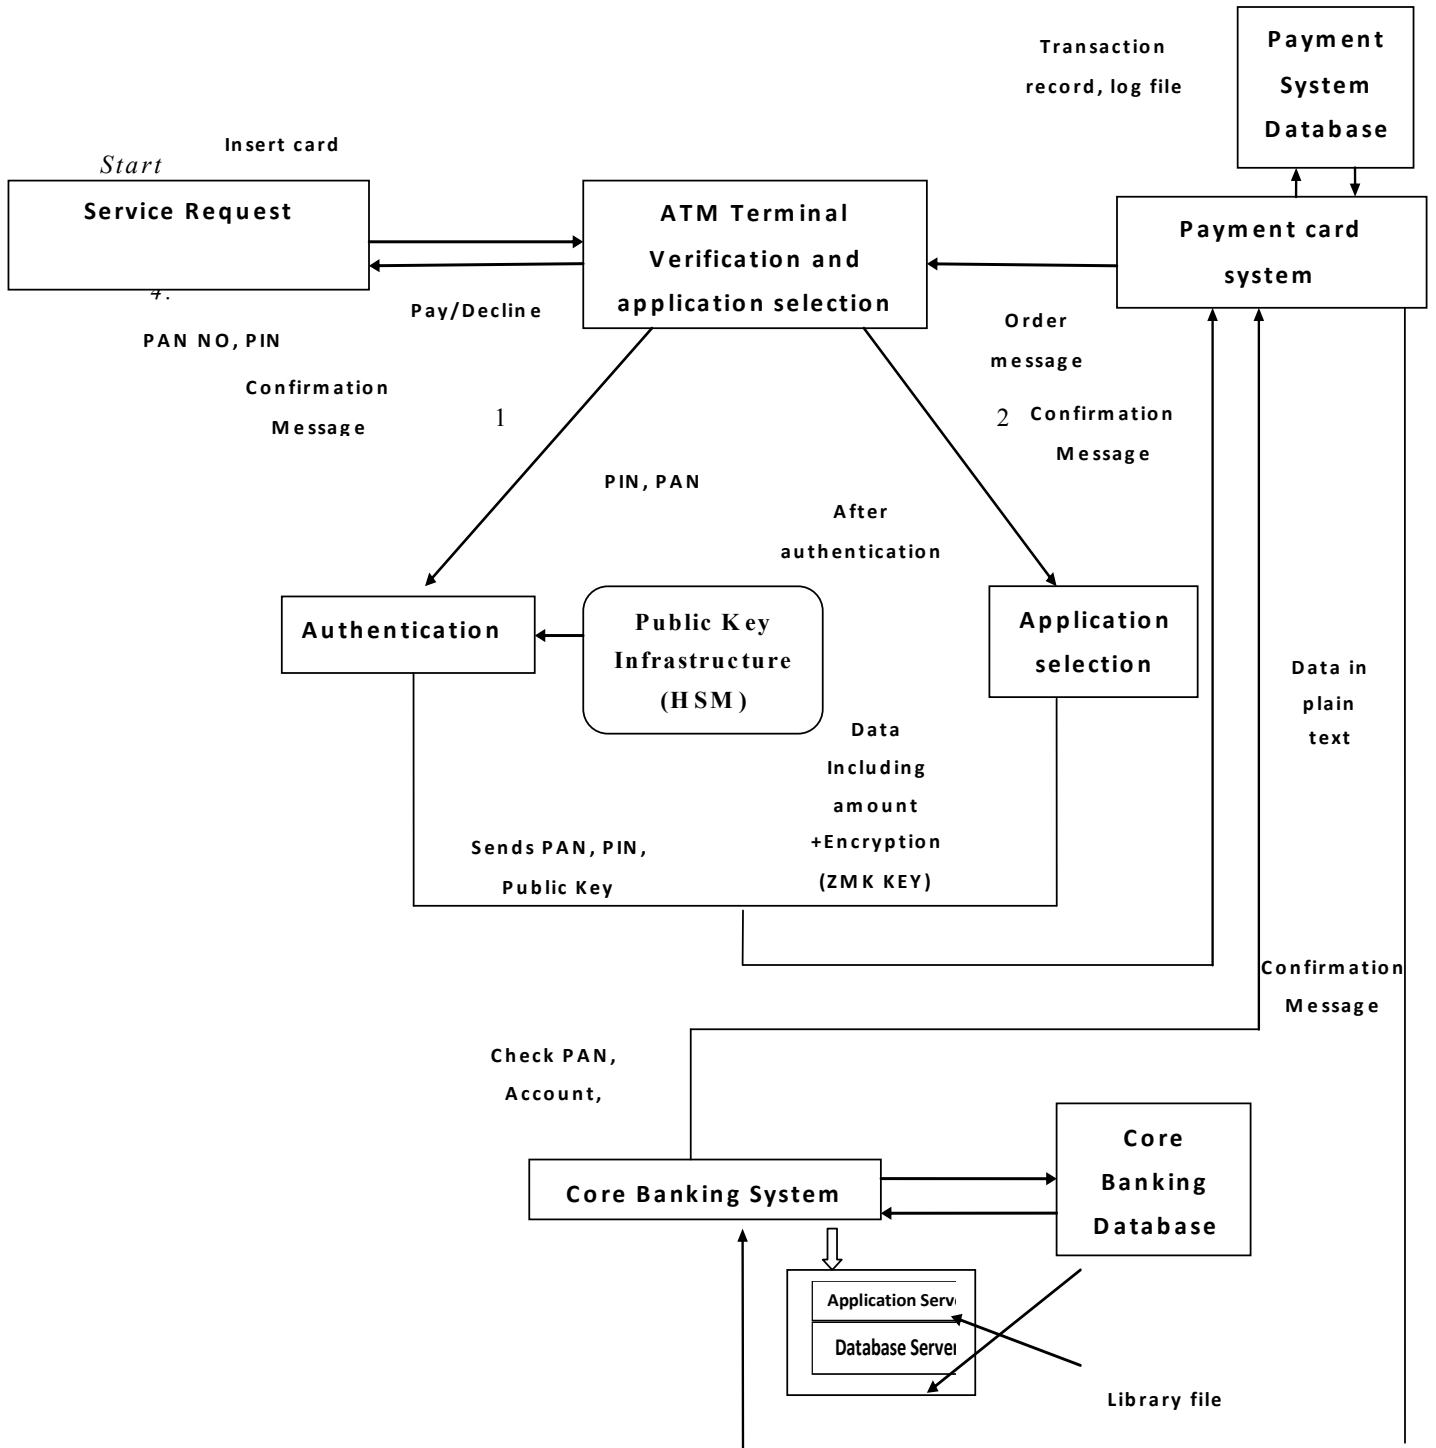 Transaction
record, log file
Payment
System
Database
Insert card
Start
Service Request
ATM Terminal
Verification and
application selection
Payment card
system
4.
PAN NO, PIN
Pay/Decline
Order
message
Confirmation
Message
1
2
Confirmation
Message
PIN, PAN
After
authentication
Authentication
Public Key
Infrastructure
(HSM)
Application
selection
Data in
plain
text
Data
Including
amount
+Encryption
(ZMK KEY)
Sends PAN, PIN,
Public Key
Confirmation
Message
Check PAN,
Account,
Core Banking System
Core
Banking
Database
Application Serv
Database Server
Library file